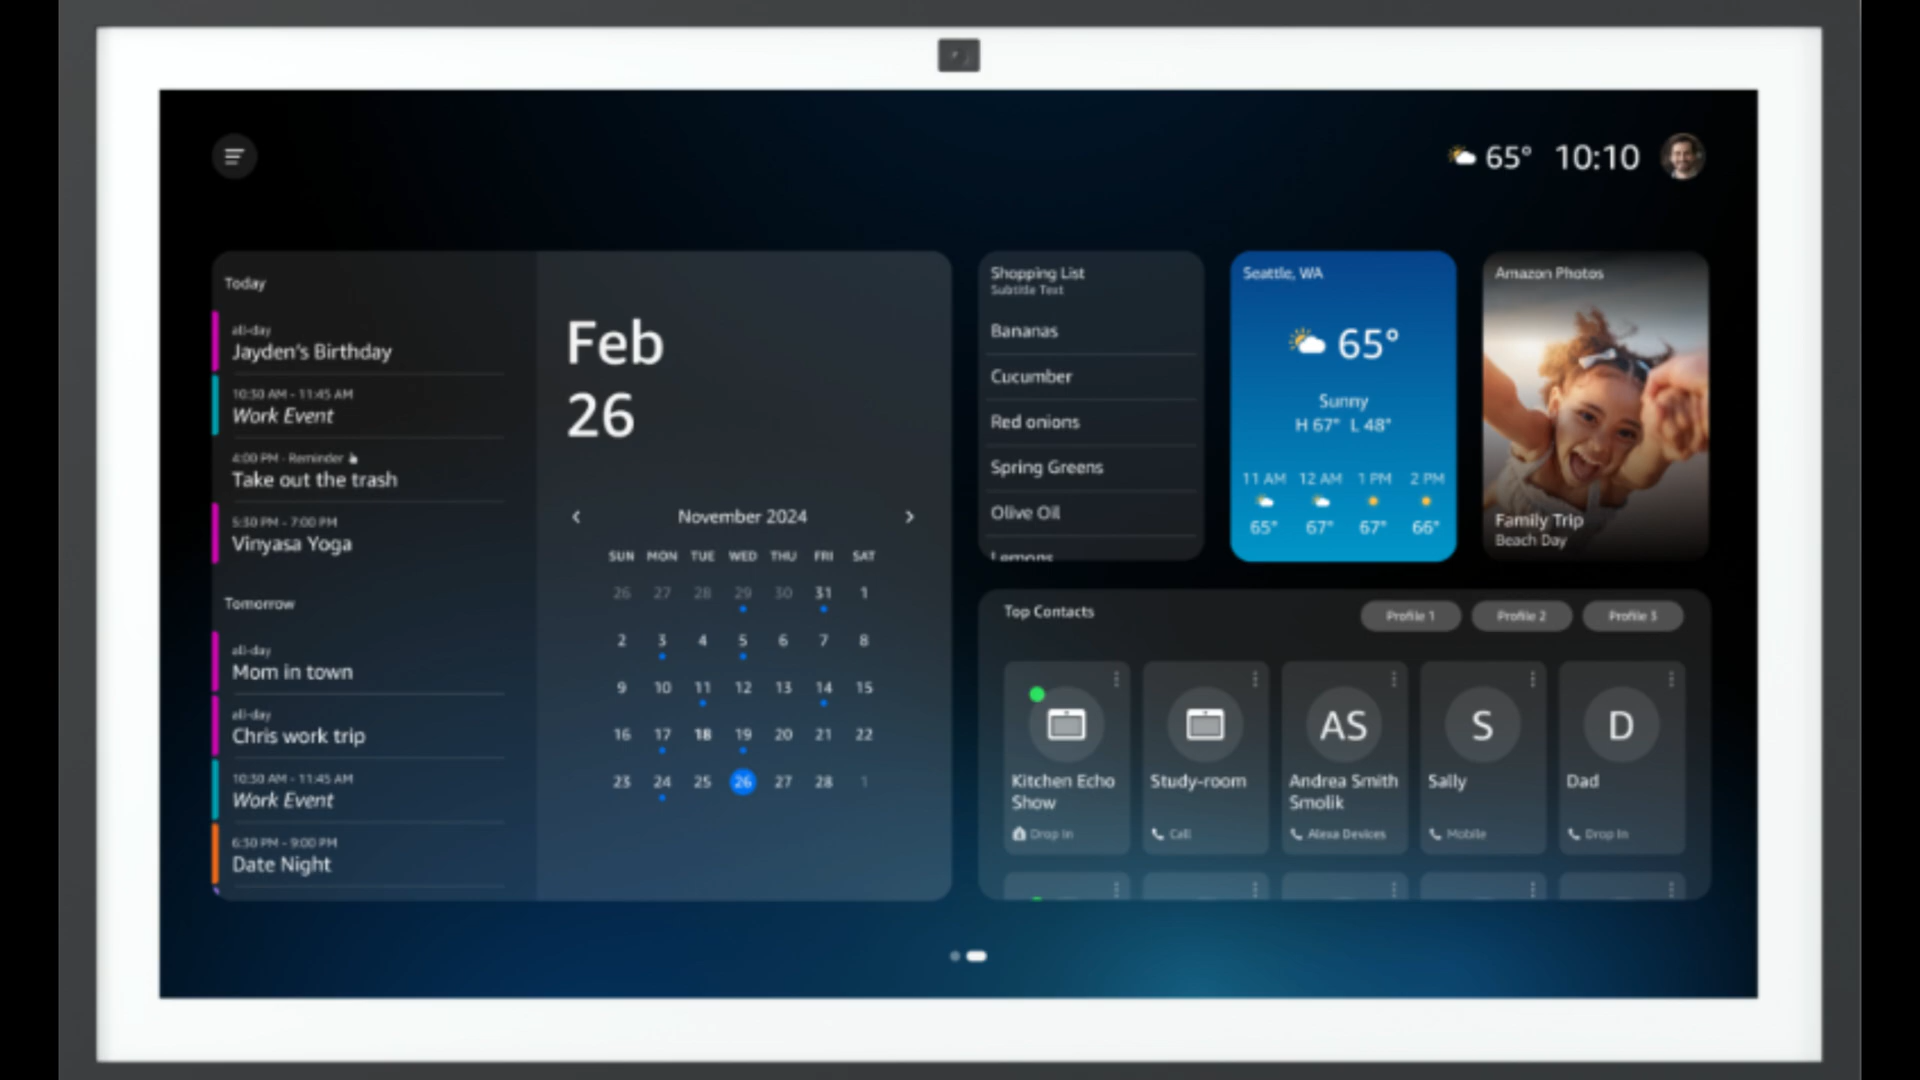 65° 10:10
Today
all-day
Jayden's Birthday
10:30 AM - 11:45 AM
Work Event
4:00 PM - Reminder
Take out the trash
5:30 PM - 7:00 PM
Vinyasa Yoga
Tomorrow
all-day
Mom in town
all-day
Chris work trip
10:30 AM - 11:45 AM
Work Event
6:30 PM - 9:00 PM
Date Night
Feb
26
November 2024
SUN MON TUE WED THU FRI SAT
26 27 28 29 30 31 1
2 3 4 5 6 7 8
9 10 11 12 13 14 15
16 17 18 19 20 21 22
23 24 25 26 27 28 1
Shopping List
Subtitle Text
Bananas
Cucumber
Red onions
Spring Greens
Olive Oil
Lemons
Seattle, WA
65°
Sunny
H 67° L 48°
11 AM 12 AM 1 PM 2 PM
65° 67° 67° 66°
Amazon Photos
Family Trip
Beach Day
Top Contacts
Profile 1 Profile 2 Profile 3
AS S D
Kitchen Echo Study-room Andrea Smith Sally Dad
Show Smolik
Drop In Call Alexa Devices Mobile Drop In